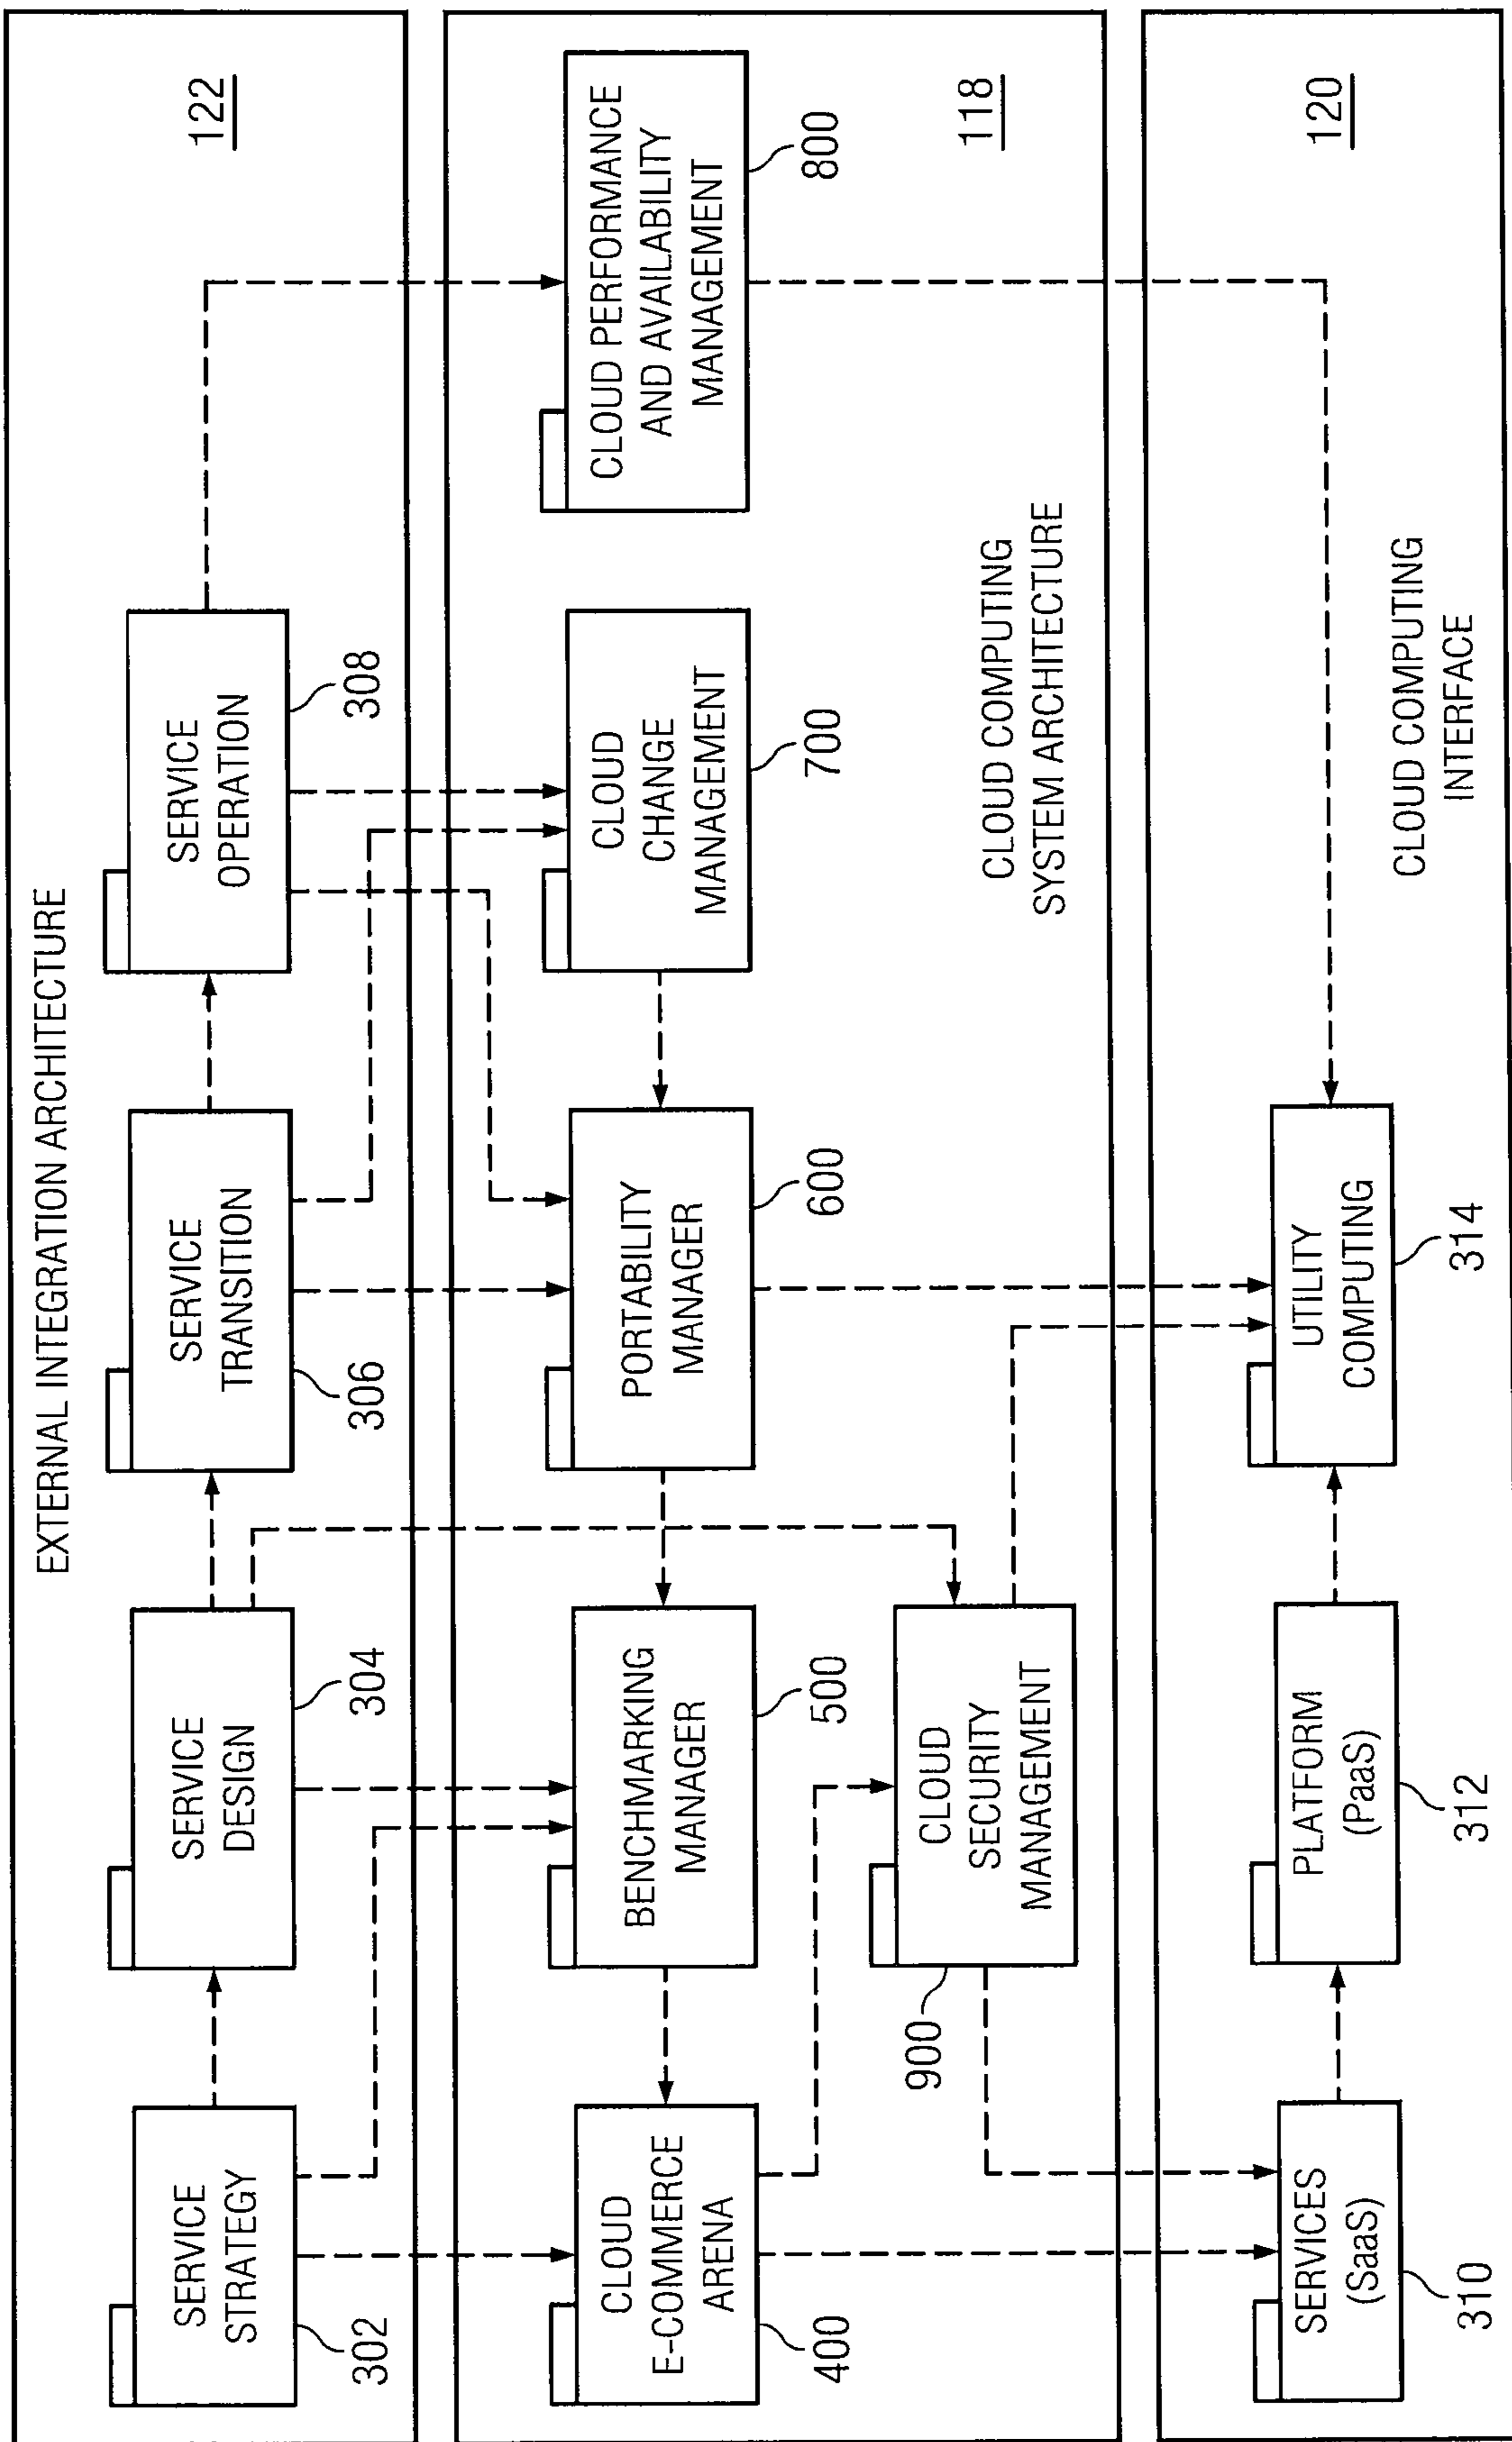 EXTERNAL INTEGRATION ARCHITECTURE
122
SERVICE
STRATEGY
302
SERVICE
DESIGN
304
SERVICE
TRANSITION
306
SERVICE
OPERATION
308
CLOUD
E-COMMERCE
ARENA
400
BENCHMARKING
MANAGER
500
PORTABILITY
MANAGER
600
CLOUD
CHANGE
MANAGEMENT
700
CLOUD PERFORMANCE
AND AVAILABILITY
MANAGEMENT
800
CLOUD
SECURITY
MANAGEMENT
900
CLOUD COMPUTING
SYSTEM ARCHITECTURE
118
SERVICES
(SaaS)
310
PLATFORM
(PaaS)
312
UTILITY
COMPUTING
314
CLOUD COMPUTING
INTERFACE
120